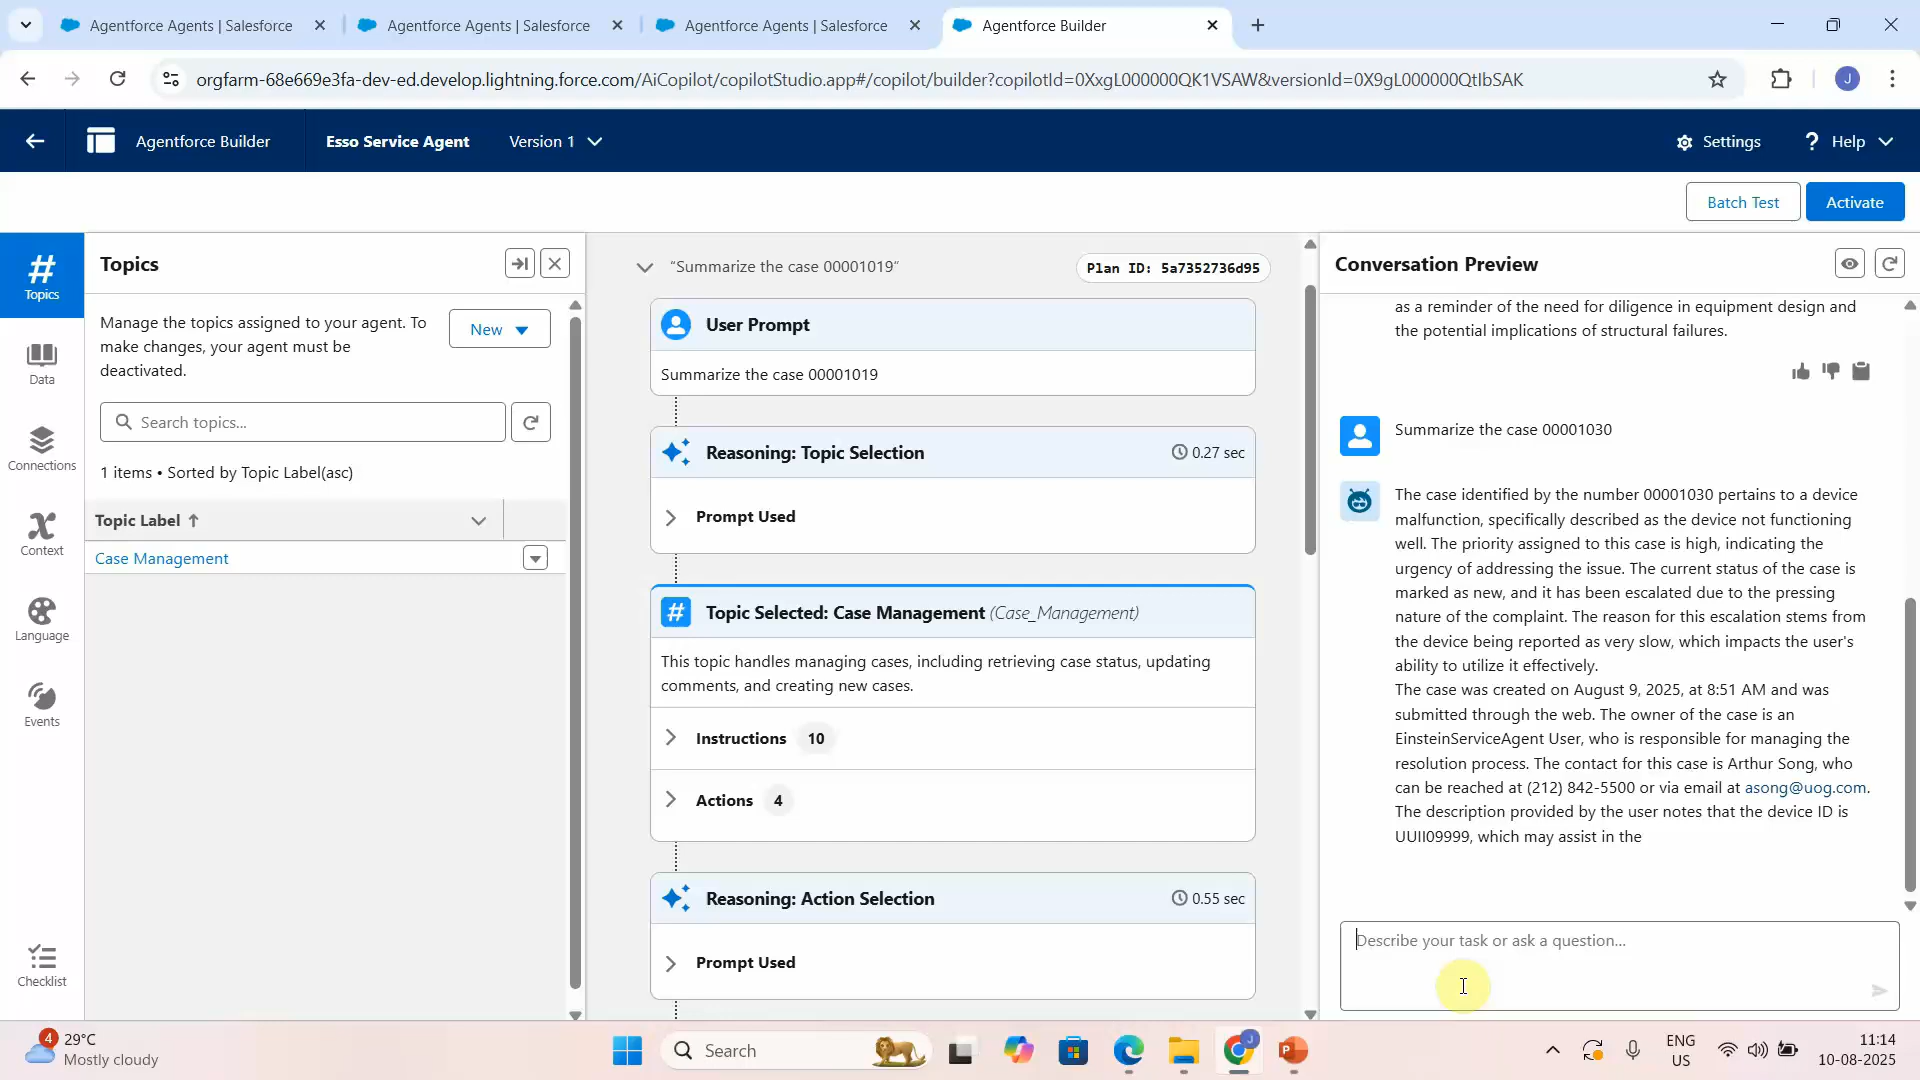 Agentforce Agents | Salesforce
Agentforce Agents | Salesforce
Agentforce Agents | Salesforce
Agentforce Builder
orgfarm-68e669e3fa-dev-ed.develop.lightning.force.com/AiCopilot/copilotStudio.app#/copilot/builder?copilotId=0XxgL000000QK1VSAW&versionId=0X9gL000000QtIbSAK
J
Agentforce Builder
Esso Service Agent
Version 1
Settings
? Help
Batch Test
Activate
Topics
Data
Connections
Context
Language
Events
Checklist
Topics
Manage the topics assigned to your agent. To
make changes, your agent must be
deactivated.
New
Search topics...
1 items • Sorted by Topic Label(asc)
Topic Label ↑
Case Management
“Summarize the case 00001019”
Plan ID: 5a7352736d95
User Prompt
Summarize the case 00001019
Reasoning: Topic Selection
0.27 sec
Prompt Used
Topic Selected: Case Management (Case_Management)
This topic handles managing cases, including retrieving case status, updating
comments, and creating new cases.
Instructions 10
Actions 4
Reasoning: Action Selection
0.55 sec
Prompt Used
Conversation Preview
as a reminder of the need for diligence in equipment design and
the potential implications of structural failures.
Summarize the case 00001030
The case identified by the number 00001030 pertains to a device
malfunction, specifically described as the device not functioning
well. The priority assigned to this case is high, indicating the
urgency of addressing the issue. The current status of the case is
marked as new, and it has been escalated due to the pressing
nature of the complaint. The reason for this escalation stems from
the device being reported as very slow, which impacts the user's
ability to utilize it effectively.
The case was created on August 9, 2025, at 8:51 AM and was
submitted through the web. The owner of the case is an
EinsteinServiceAgent User, who is responsible for managing the
resolution process. The contact for this case is Arthur Song, who
can be reached at (212) 842-5500 or via email at asong@uog.com.
The description provided by the user notes that the device ID is
UUII09999, which may assist in the
Describe your task or ask a question...
4
29°C
Mostly cloudy
Search
J
ENG
US
11:14
10-08-2025